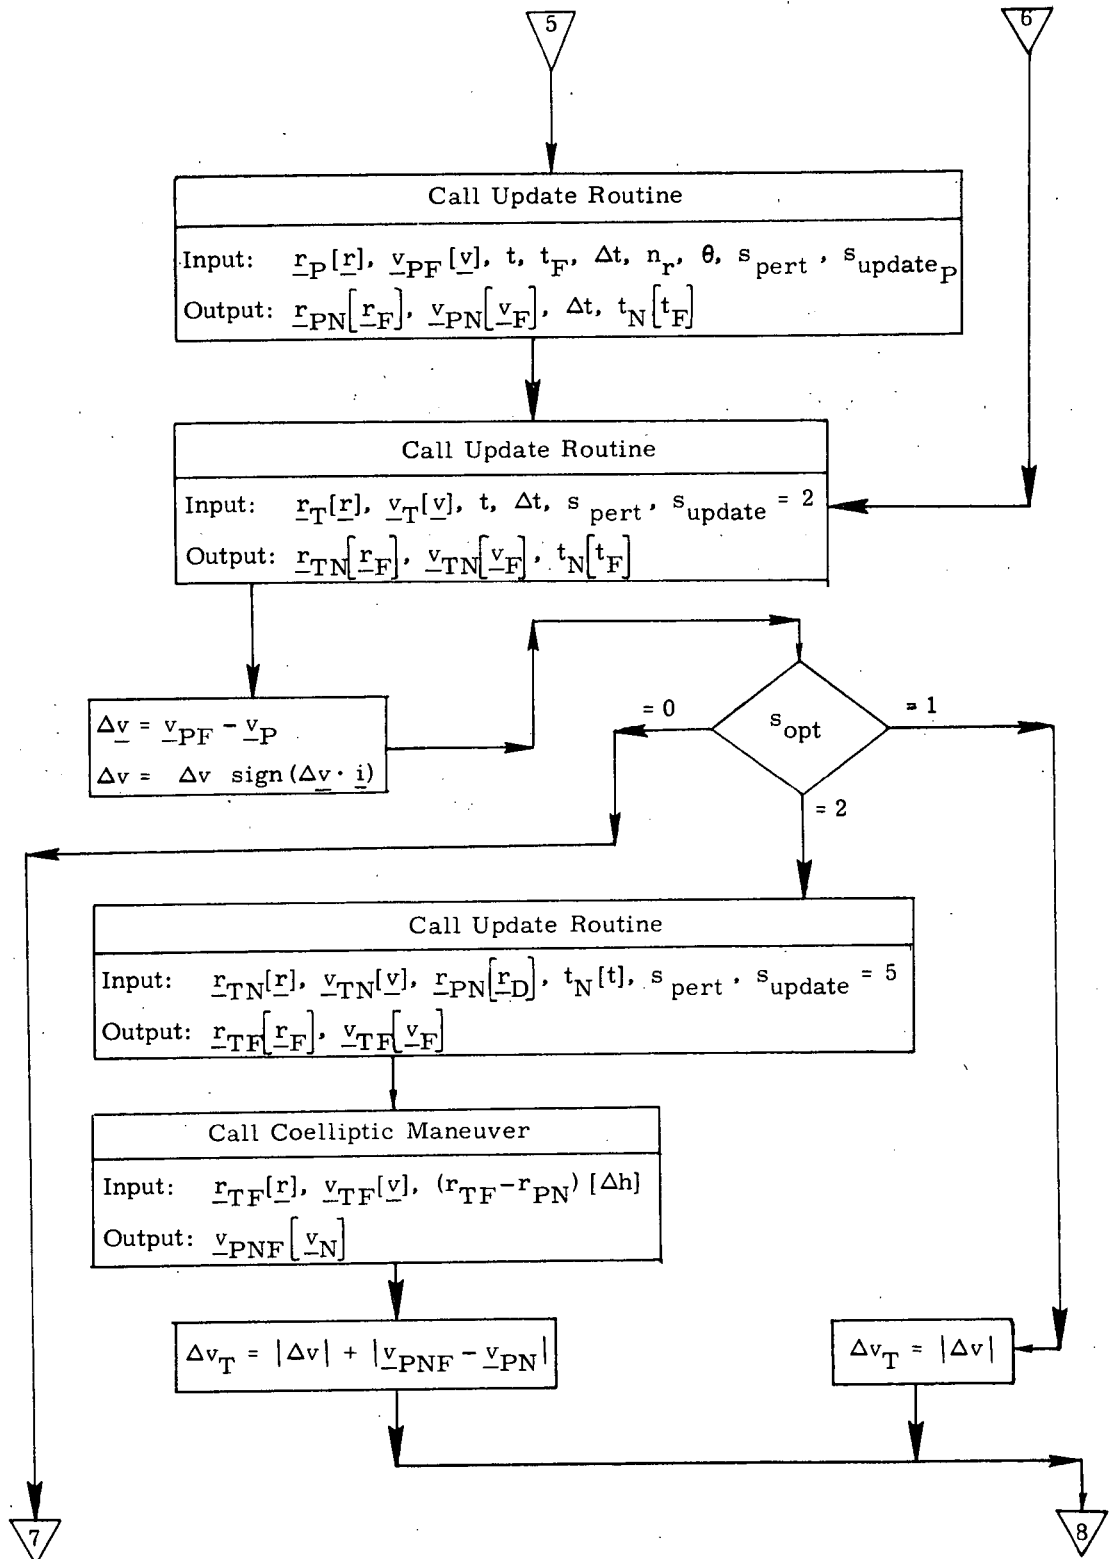 5
6
Call Update Routine
Input: r_P[r], v_PF[v], t, t_F, Δt, n_r, θ, s_pert, s_update_P
Output: r_PN[r_F], v_PN[v_F], Δt, t_N[t_F]
Call Update Routine
Input: r_T[r], v_T[v], t, Δt, s_pert, s_update = 2
Output: r_TN[r_F], v_TN[v_F], t_N[t_F]
Δv = v_PF − v_P
Δv = Δv sign(Δv · i)
= 0
s_opt
= 1
= 2
Call Update Routine
Input: r_TN[r], v_TN[v], r_PN[r_D], t_N[t], s_pert, s_update = 5
Output: r_TF[r_F], v_TF[v_F]
Call Coelliptic Maneuver
Input: r_TF[r], v_TF[v], (r_TF−r_PN) [Δh]
Output: v_PNF[v_N]
Δv_T = |Δv| + |v_PNF − v_PN|
Δv_T = |Δv|
7
8